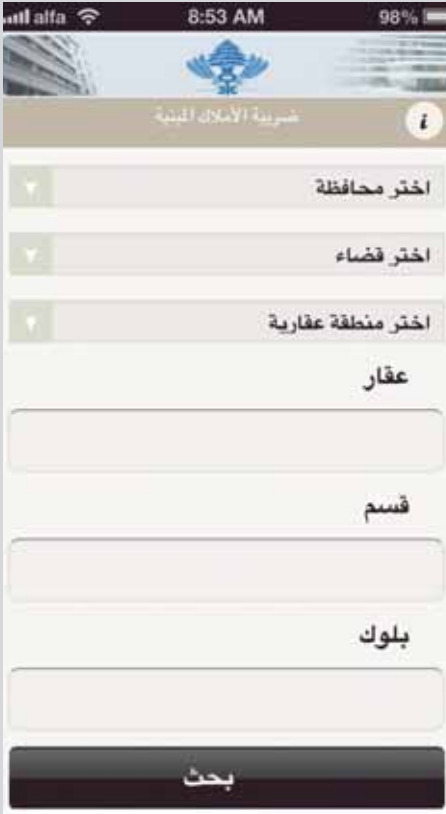 alfa 8:53 AM 98%
ضريبة الأملاك المبنية
i
اختر محافظة
اختر قضاء
اختر منطقة عقارية
عقار
قسم
بلوك
بحث